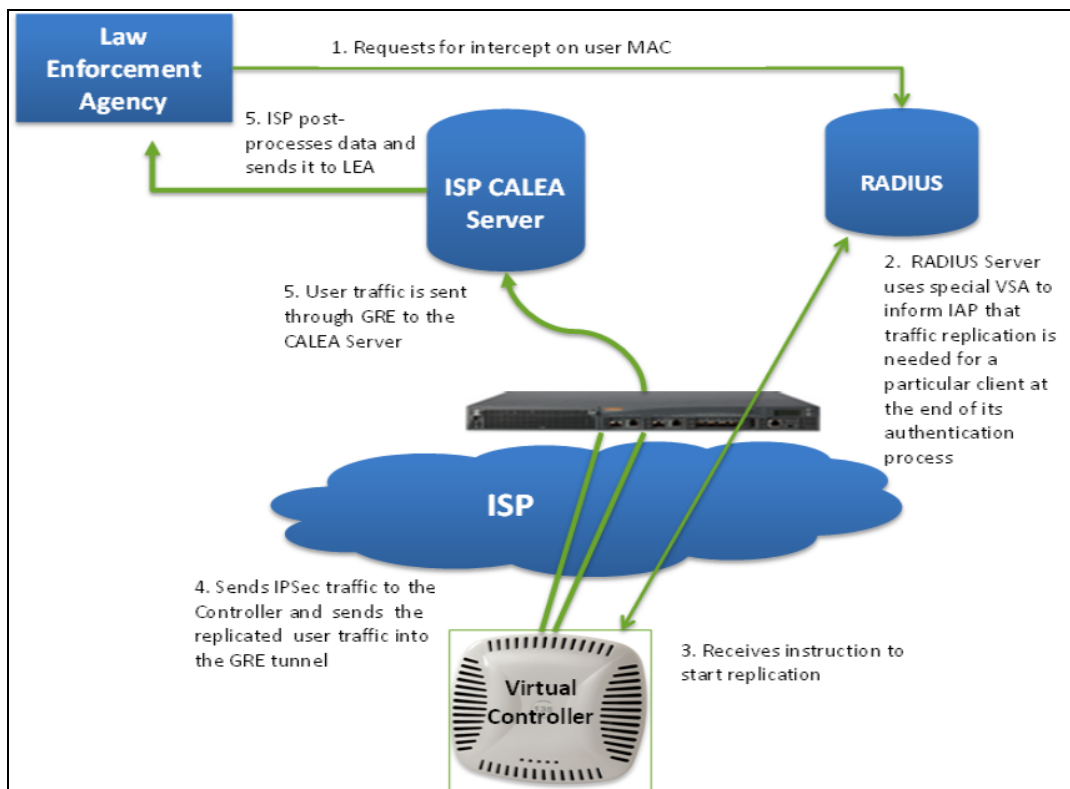 Law
Enforcement
Agency
1. Requests for intercept on user MAC
5. ISP post-
processes data and
sends it to LEA
ISP CALEA
Server
RADIUS
2. RADIUS Server
uses special VSA to
inform IAP that
traffic replication is
needed for a
particular client at
the end of its
authentication
process
5. User traffic is sent
through GRE to the
CALEA Server
ISP
4. Sends IPSec traffic to the
Controller and sends the
replicated user traffic into
the GRE tunnel
3. Receives instruction to
start replication
Virtual
Controller